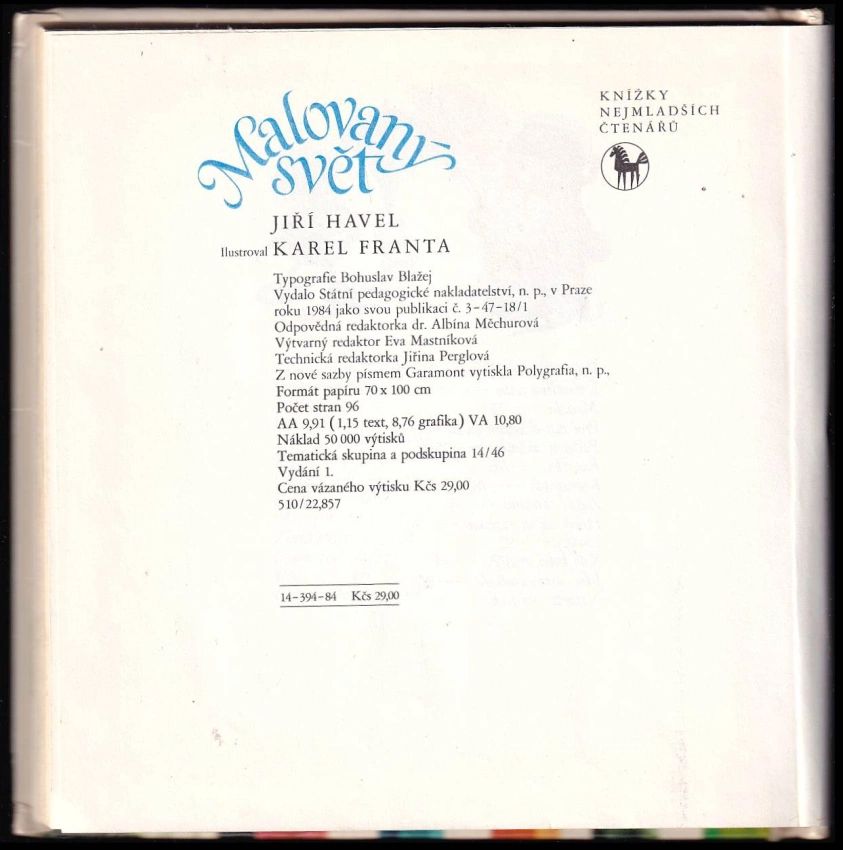 Malovaný
svět
KNÍŽKY
NEJMLADŠÍCH
ČTENÁŘŮ
JIŘÍ HAVEL
Ilustroval KAREL FRANTA
Typografie Bohuslav Blažej
Vydalo Státní pedagogické nakladatelství, n. p., v Praze
roku 1984 jako svou publikaci č. 3-47-18/1
Odpovědná redaktorka dr. Albína Měchurová
Výtvarný redaktor Eva Mastníková
Technická redaktorka Jiřina Perglová
Z nové sazby písmem Garamont vytiskla Polygrafia, n. p.,
Formát papíru 70 x 100 cm
Počet stran 96
AA 9,91 (1,15 text, 8,76 grafika) VA 10,80
Náklad 50 000 výtisků
Tematická skupina a podskupina 14/46
Vydání 1.
Cena vázaného výtisku Kčs 29,00
510/22,857
14-394-84 Kčs 29,00